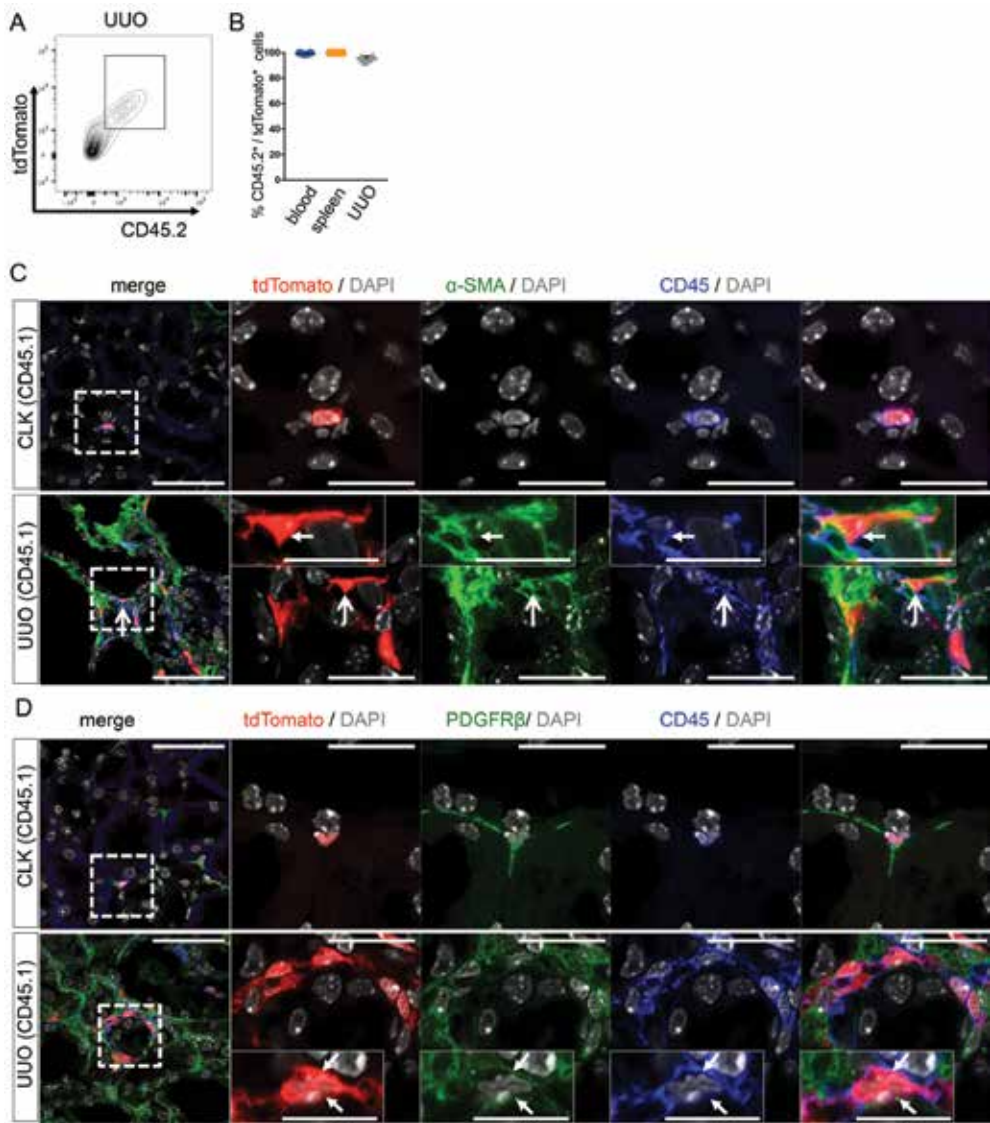 A
UUO
tdTomato
CD45.2
B
% CD45.2⁺ / tdTomato⁺ cells
100
80
60
40
20
0
blood
spleen
UUO
C
merge
tdTomato / DAPI
α-SMA / DAPI
CD45 / DAPI
CLK (CD45.1)
UUO (CD45.1)
D
merge
tdTomato / DAPI
PDGFRβ/ DAPI
CD45 / DAPI
CLK (CD45.1)
UUO (CD45.1)